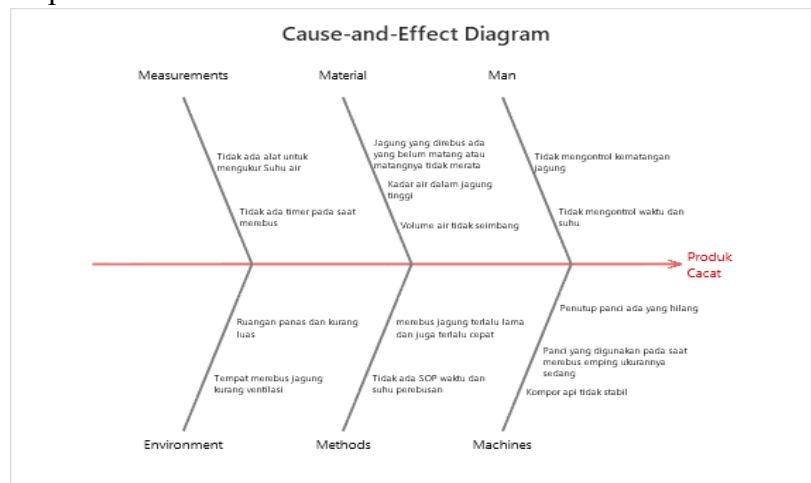 Cause-and-Effect Diagram
Measurements
Material
Man
Tidak ada alat untuk
mengukur Suhu air
Tidak ada timer pada saat
merebus
Jagung yang direbus ada
yang belum matang atau
matangnya tidak merata
Kadar air dalam jagung
tinggi
Volume air tidak seimbang
Tidak mengontrol kematangan
jagung
Tidak mengontrol waktu dan
suhu
Produk
Cacat
Ruangan panas dan kurang
luas
Tempat merebus jagung
kurang ventilasi
merebus jagung terlalu lama
dan juga terlalu cepat
Tidak ada SOP waktu dan
suhu perebusan
Penutup panci ada yang hilang
Panci yang digunakan pada saat
merebus emping ukurannya
sedang
Kompor api tidak stabil
Environment
Methods
Machines